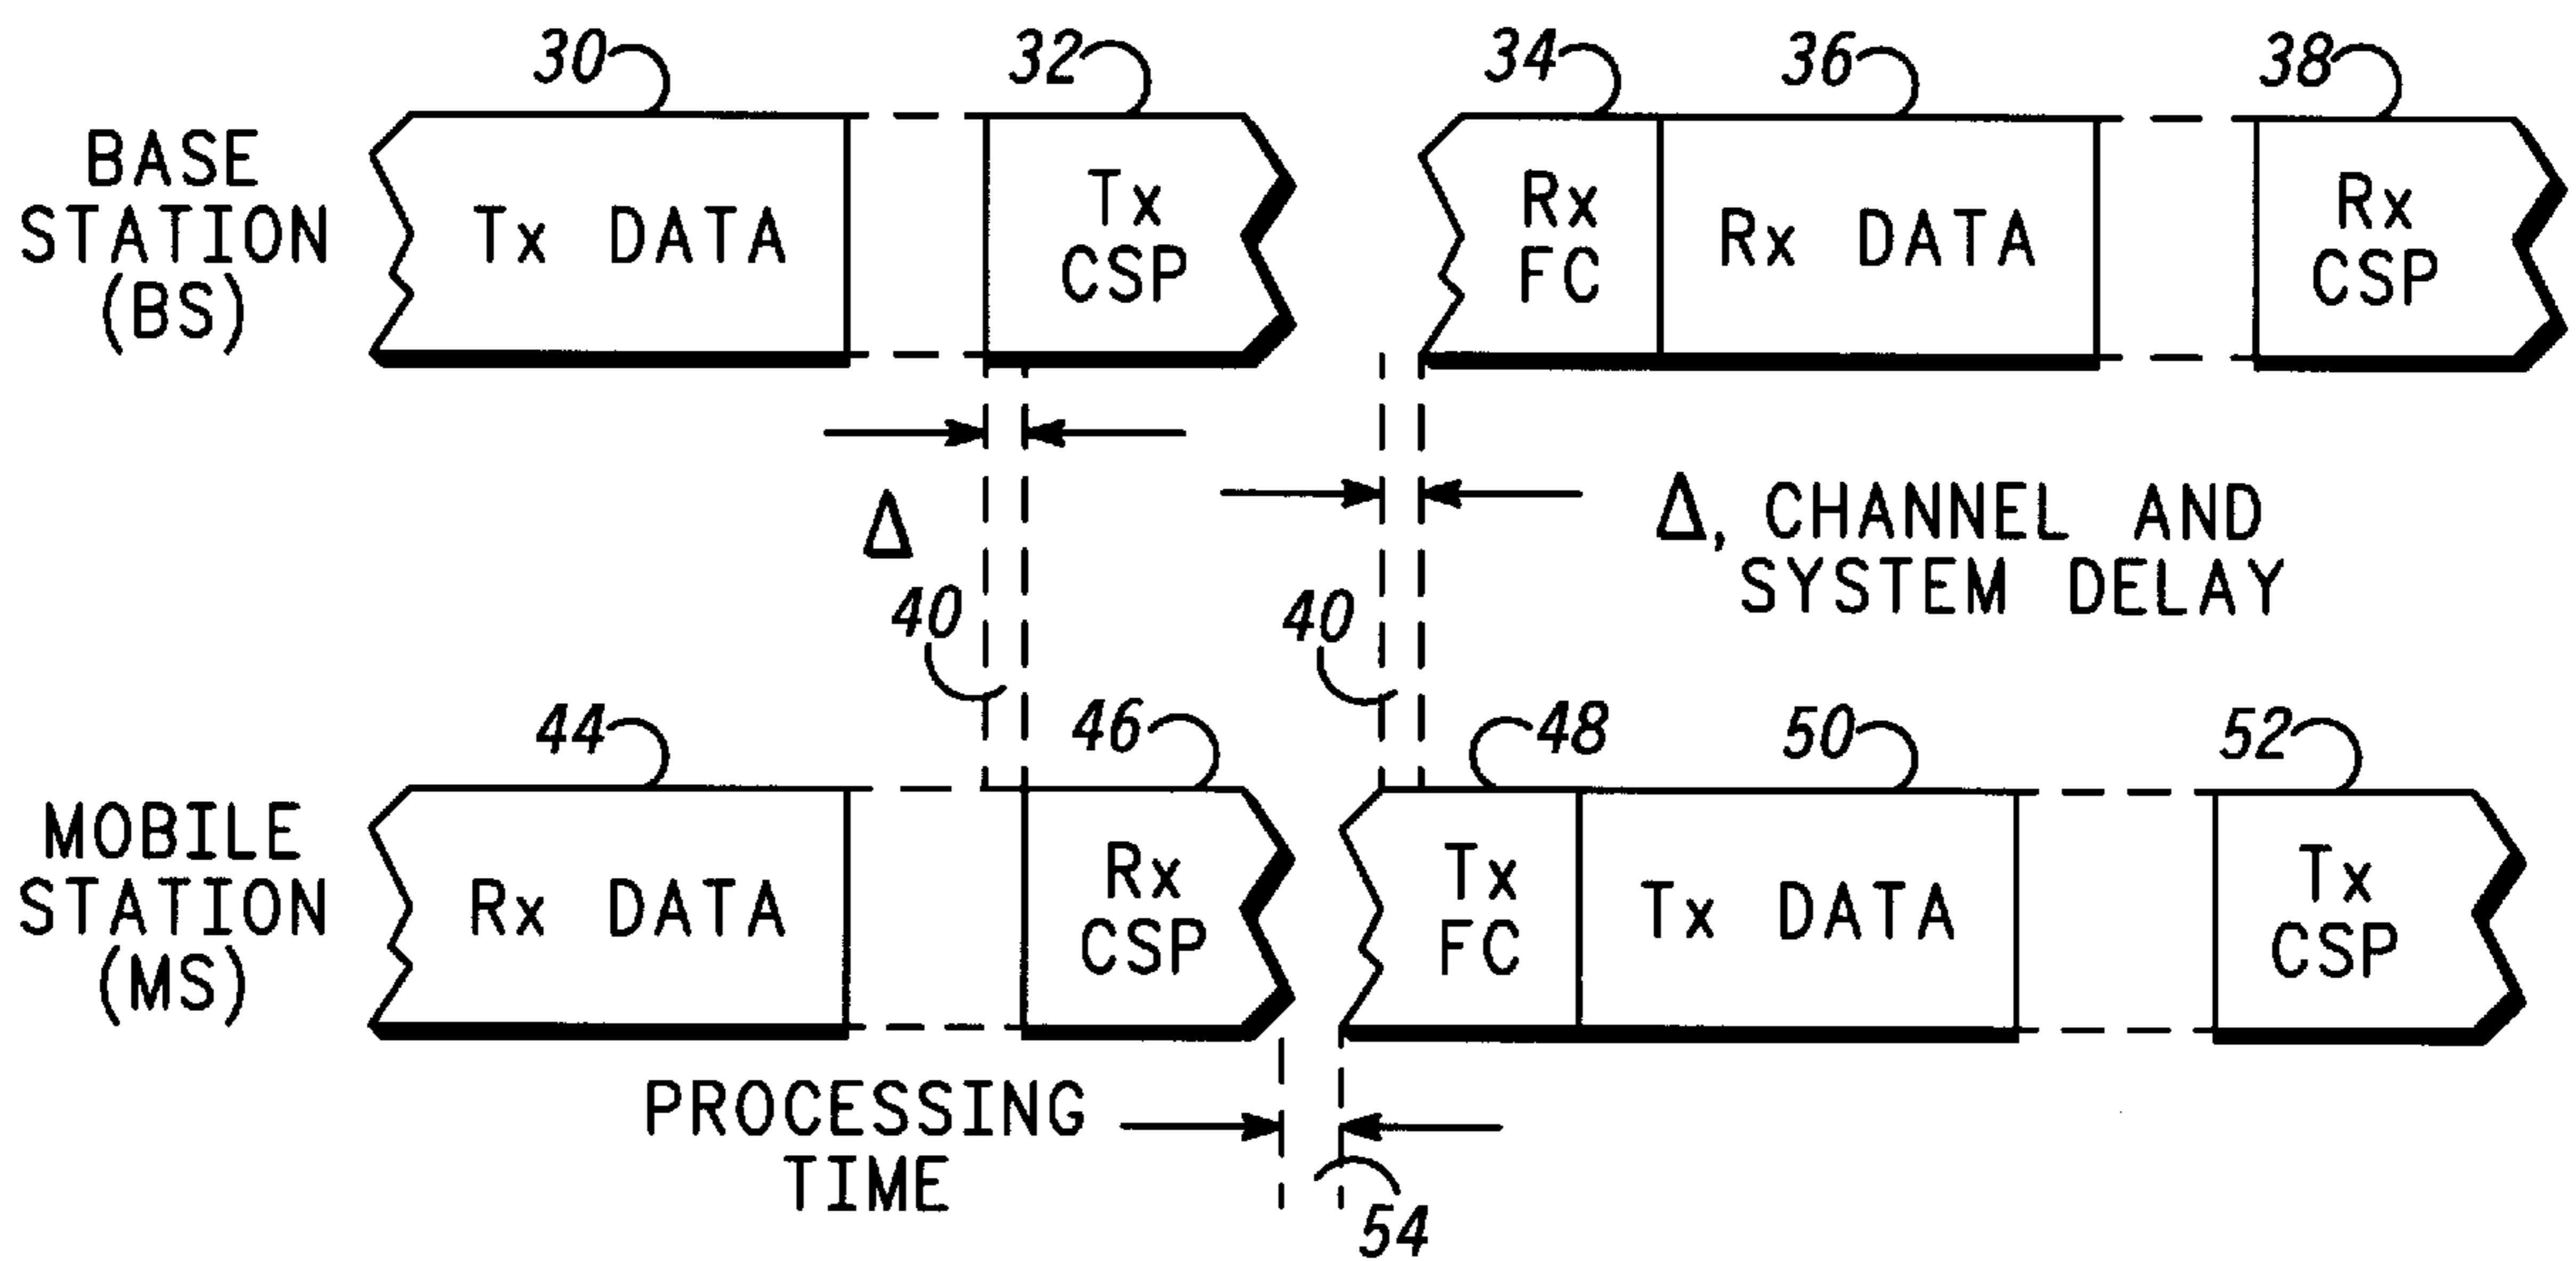 30
32
34
36
38
BASE
STATION
(BS)
Tx DATA
Tx
CSP
Rx
FC
Rx DATA
Rx
CSP
Δ
Δ, CHANNEL AND
SYSTEM DELAY
40
40
44
46
48
50
52
MOBILE
STATION
(MS)
Rx DATA
Rx
CSP
Tx
FC
Tx DATA
Tx
CSP
PROCESSING
TIME
54